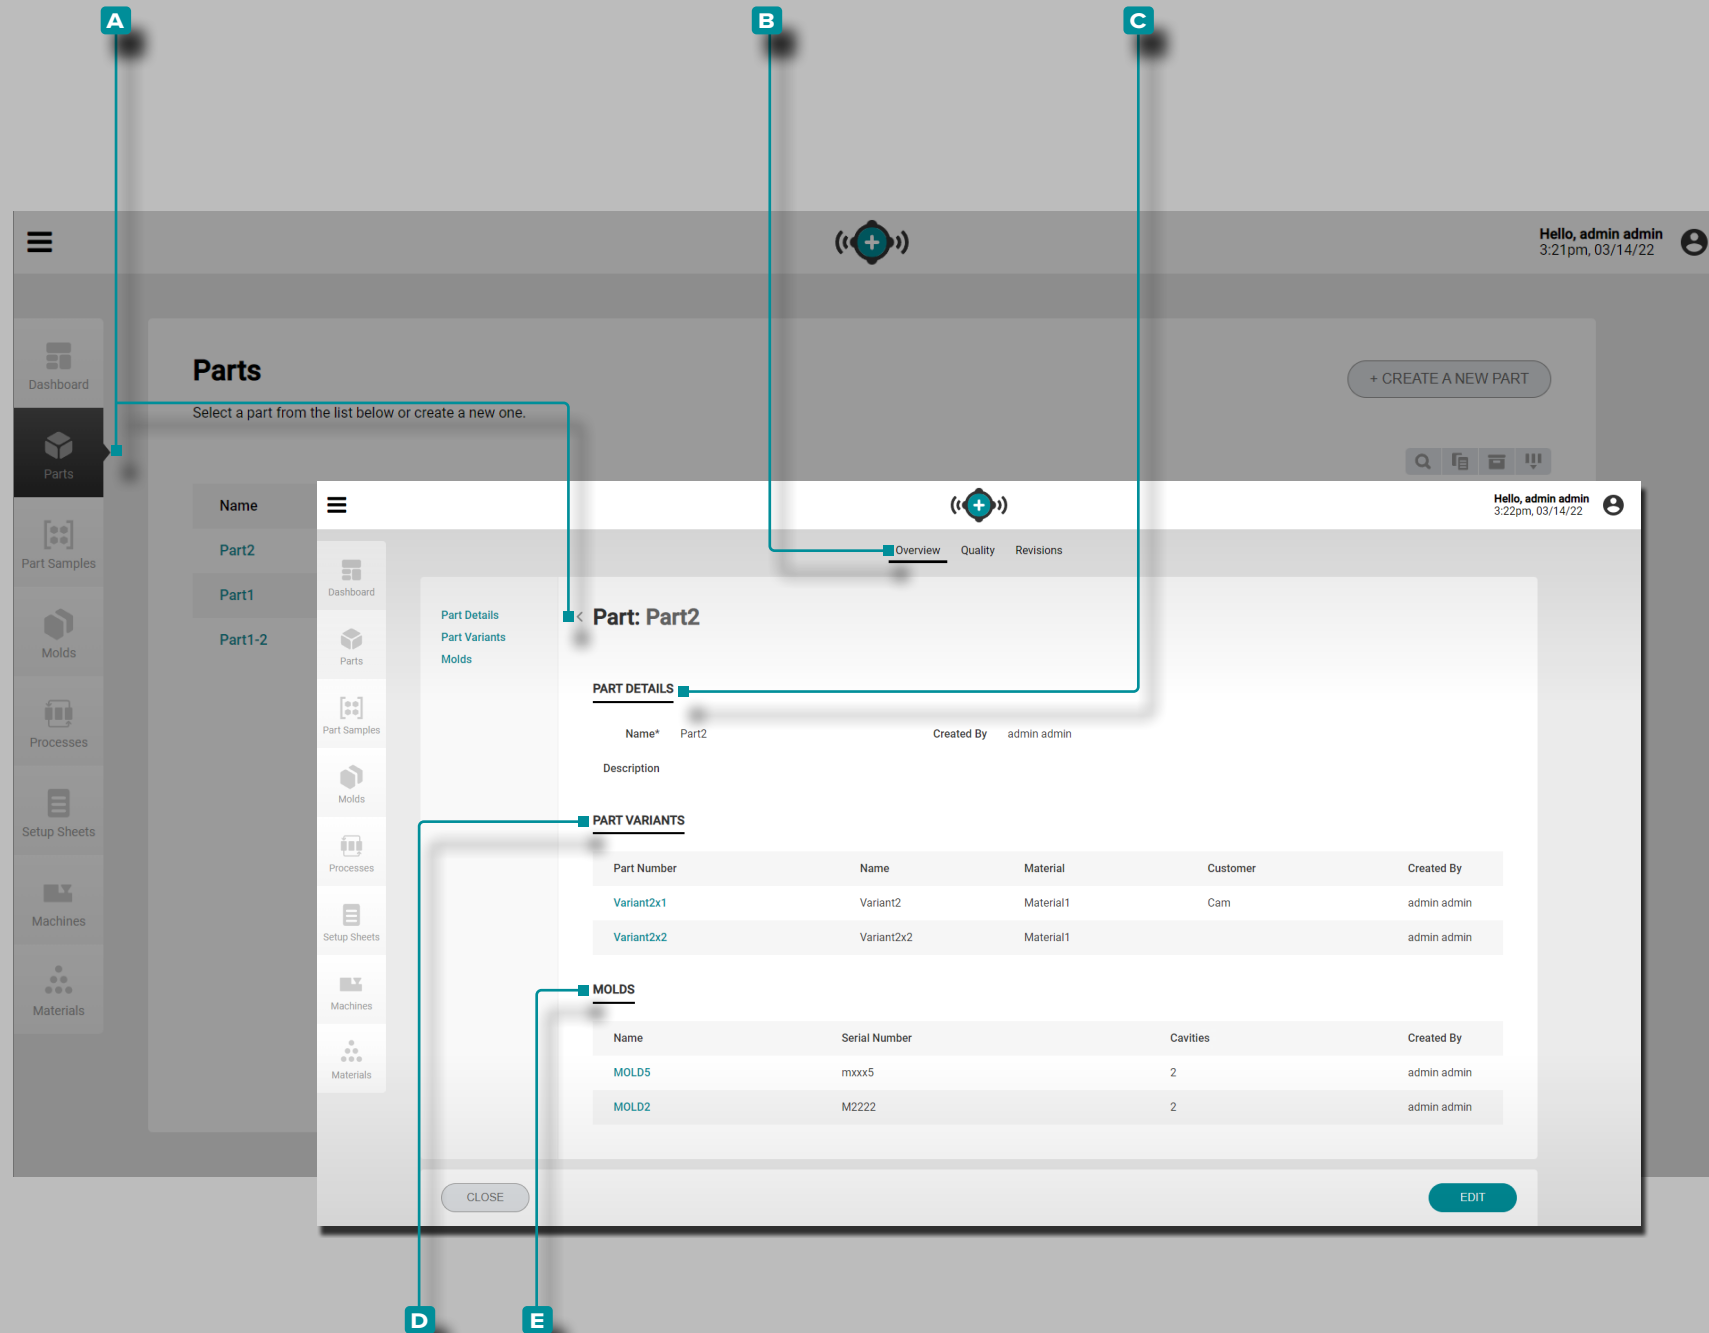 A B C
Hello, admin admin
3:21pm, 03/14/22
Dashboard
Parts
Part Samples
Molds
Processes
Setup Sheets
Machines
Materials
Parts
+ CREATE A NEW PART
Select a part from the list below or create a new one.
Name
Part2
Part1
Part1-2
Hello, admin admin
3:22pm, 03/14/22
Overview Quality Revisions
Dashboard
Parts
Part Samples
Molds
Processes
Setup Sheets
Machines
Materials
Part Details
Part Variants
Molds
< Part: Part2
PART DETAILS
Name* Part2 Created By admin admin
Description
PART VARIANTS
Part Number Name Material Customer Created By
Variant2x1 Variant2 Material1 Cam admin admin
Variant2x2 Variant2x2 Material1 admin admin
MOLDS
Name Serial Number Cavities Created By
MOLD5 mxxx5 2 admin admin
MOLD2 M2222 2 admin admin
CLOSE EDIT
D E